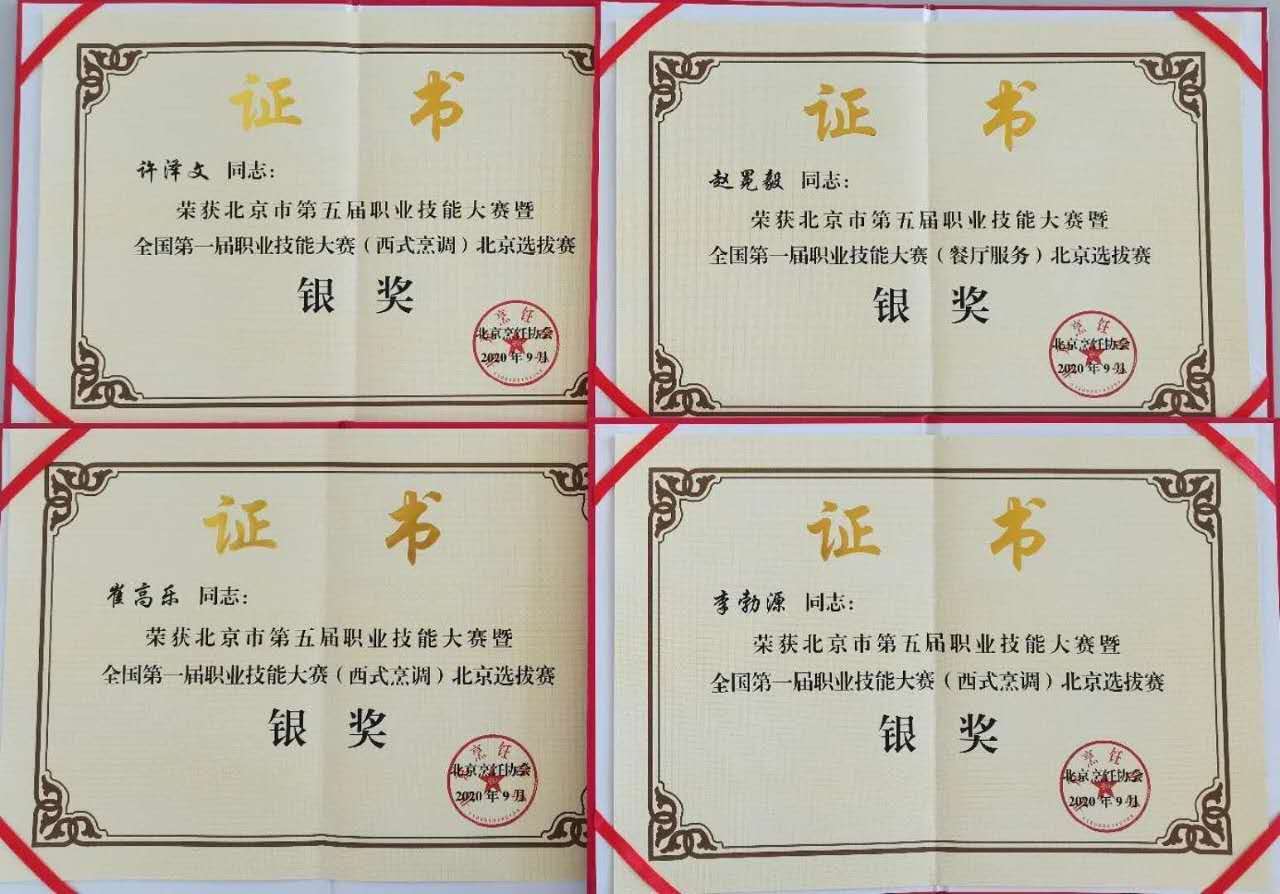 证 书
许泽文 同志：
荣获北京市第五届职业技能大赛暨
全国第一届职业技能大赛（西式烹调）北京选拔赛
银 奖
烹饪
北京烹饪协会
2020年9月
证 书
赵冕毅 同志：
荣获北京市第五届职业技能大赛暨
全国第一届职业技能大赛（餐厅服务）北京选拔赛
银 奖
烹饪
北京烹饪协会
2020年9月
证 书
崔高乐 同志：
荣获北京市第五届职业技能大赛暨
全国第一届职业技能大赛（西式烹调）北京选拔赛
银 奖
烹饪
北京烹饪协会
2020年9月
证 书
李勃源 同志：
荣获北京市第五届职业技能大赛暨
全国第一届职业技能大赛（西式烹调）北京选拔赛
银 奖
烹饪
北京烹饪协会
2020年9月